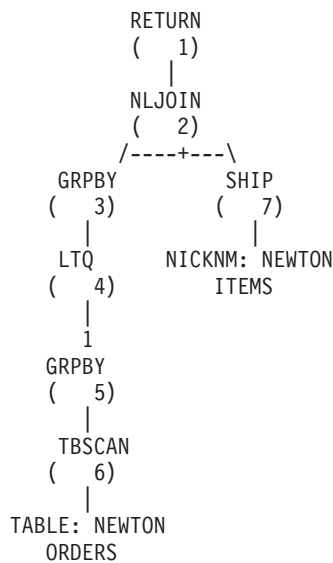 RETURN
( 1)
|
NLJOIN
( 2)
/----+---\
GRPBY SHIP
( 3) ( 7)
| |
LTQ NICKNM: NEWTON
( 4) ITEMS
|
1
GRPBY
( 5)
|
TBSCAN
( 6)
|
TABLE: NEWTON
ORDERS